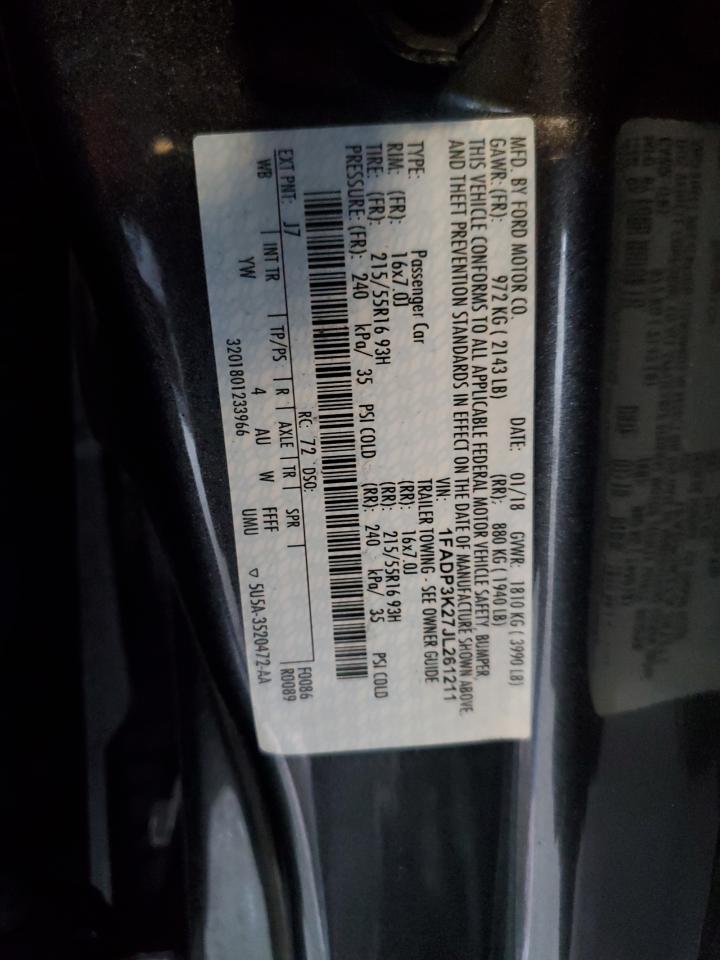 MFD. BY FORD MOTOR CO.
DATE: 01/18 GVWR: 1810 KG ( 3990 LB)
GAWR: (FR): 972 KG ( 2143 LB) (RR): 880 KG ( 1940 LB)
THIS VEHICLE CONFORMS TO ALL APPLICABLE FEDERAL MOTOR VEHICLE SAFETY, BUMPER,
AND THEFT PREVENTION STANDARDS IN EFFECT ON THE DATE OF MANUFACTURE SHOWN ABOVE.
VIN: 1FADP3K27JL261211
TYPE: Passenger Car TRAILER TOWING - SEE OWNER GUIDE
RIM: (FR): 16x7.0J (RR): 16x7.0J
TIRE: (FR): 215/55R16 93H (RR): 215/55R16 93H
PRESSURE: (FR): 240 kPa/ 35 PSI COLD (RR): 240 kPa/ 35 PSI COLD
F0086
EXT PNT: J7 RC: 72 DSO: R0089
WB INT TR TP/PS R AXLE TR SPR
YW 4 AU W FFFF
3201801233966 UMU ▽ 5U5A-3520472-AA